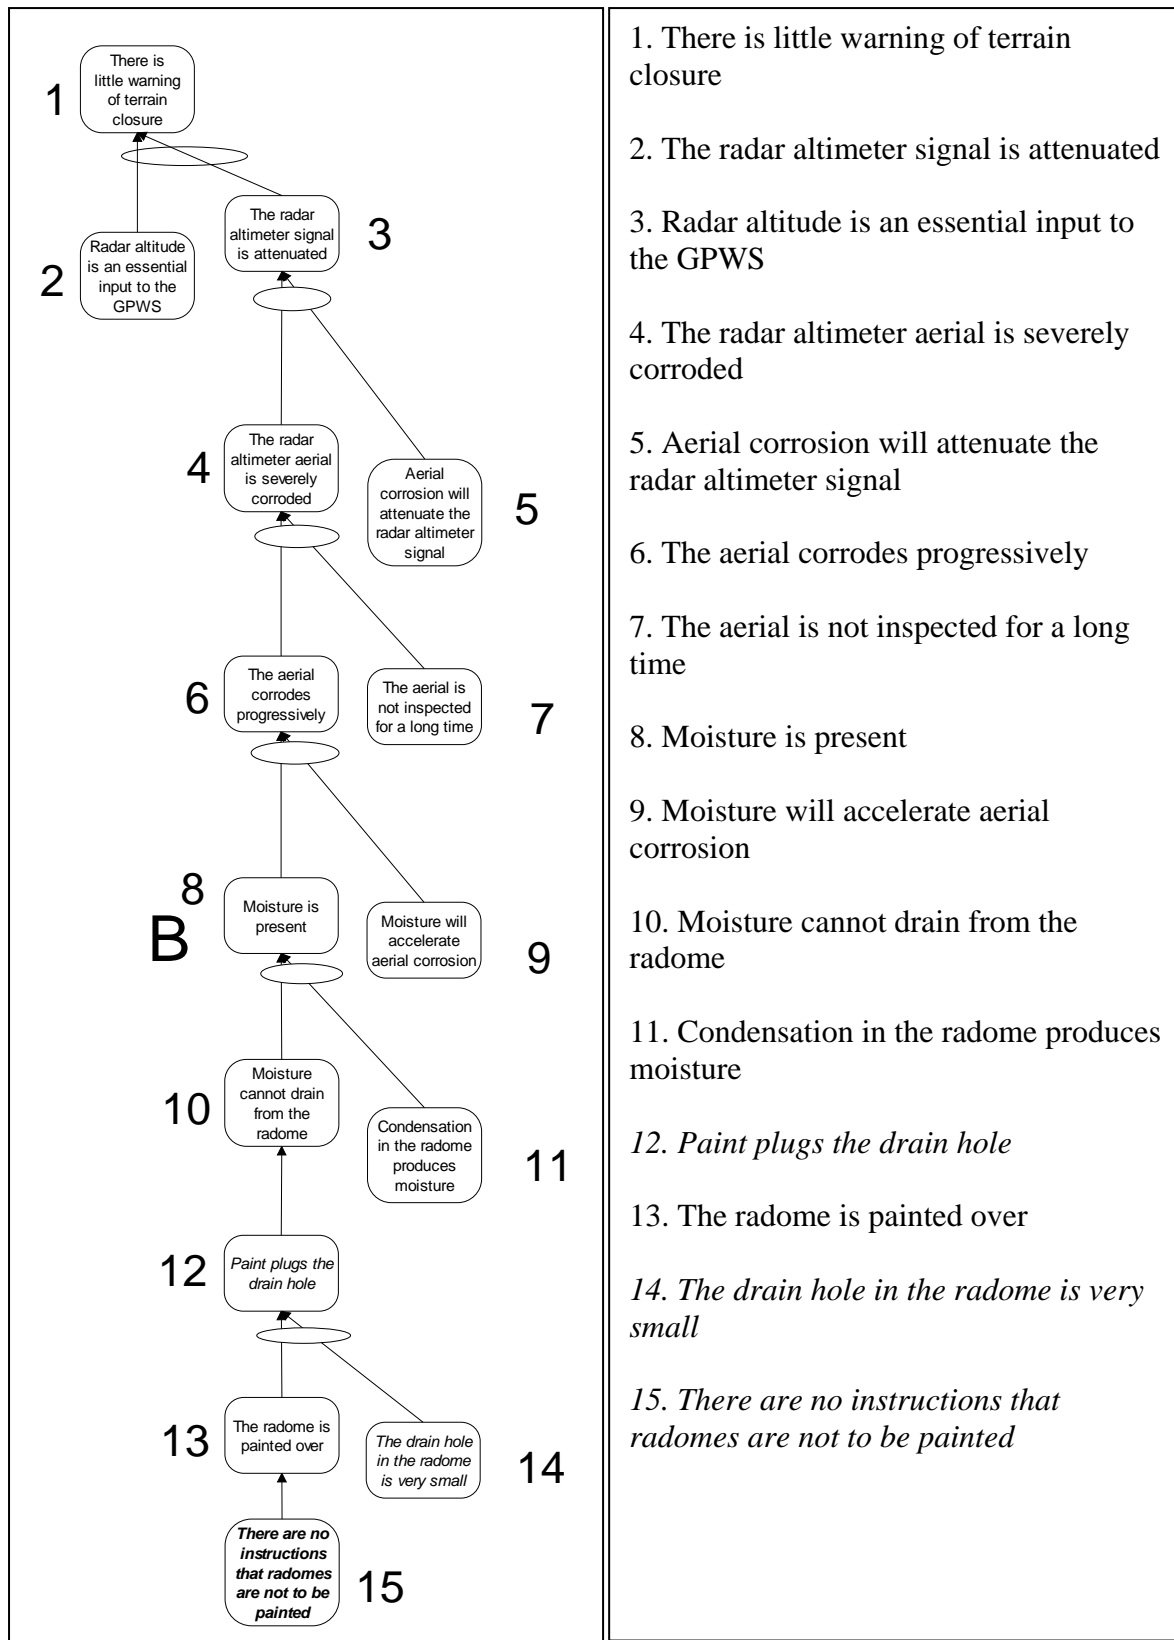 There is
little warning
of terrain
closure
1
The radar
altimeter signal
is attenuated
3
Radar altitude
is an essential
input to the
GPWS
2
The radar
altimeter aerial
is severely
corroded
4
Aerial
corrosion will
attenuate the
radar altimeter
signal
5
The aerial
corrodes
progressively
6
The aerial is
not inspected
for a long time
7
8
B
Moisture is
present
Moisture will
accelerate
aerial corrosion
9
Moisture
cannot drain
from the
radome
10
Condensation
in the radome
produces
moisture
11
Paint plugs the
drain hole
12
The radome is
painted over
13
The drain hole
in the radome
is very small
14
There are no
instructions
that radomes
are not to be
painted
15
1. There is little warning of terrain
closure
2. The radar altimeter signal is attenuated
3. Radar altitude is an essential input to
the GPWS
4. The radar altimeter aerial is severely
corroded
5. Aerial corrosion will attenuate the
radar altimeter signal
6. The aerial corrodes progressively
7. The aerial is not inspected for a long
time
8. Moisture is present
9. Moisture will accelerate aerial
corrosion
10. Moisture cannot drain from the
radome
11. Condensation in the radome produces
moisture
12. Paint plugs the drain hole
13. The radome is painted over
14. The drain hole in the radome is very
small
15. There are no instructions that
radomes are not to be painted